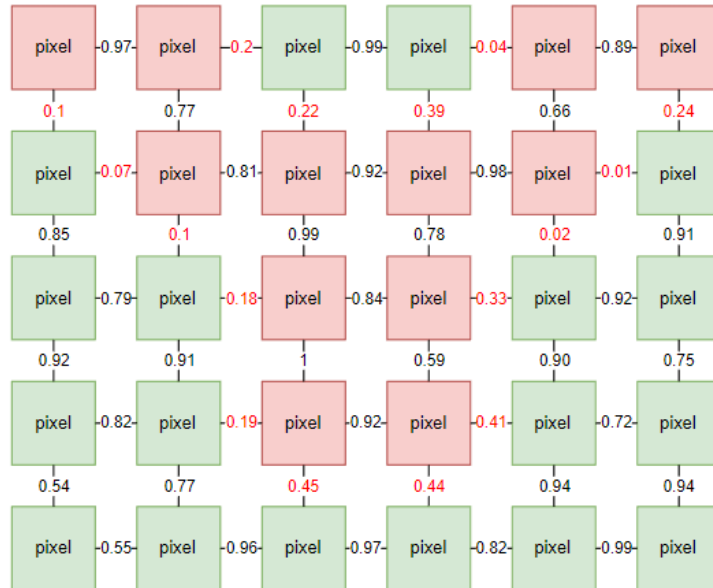 pixel 0.97 pixel 0.2 pixel 0.99 pixel 0.04 pixel 0.89 pixel
0.1 0.77 0.22 0.39 0.66 0.24
pixel 0.07 pixel 0.81 pixel 0.92 pixel 0.98 pixel 0.01 pixel
0.85 0.1 0.99 0.78 0.02 0.91
pixel 0.79 pixel 0.18 pixel 0.84 pixel 0.33 pixel 0.92 pixel
0.92 0.91 1 0.59 0.90 0.75
pixel 0.82 pixel 0.19 pixel 0.92 pixel 0.41 pixel 0.72 pixel
0.54 0.77 0.45 0.44 0.94 0.94
pixel 0.55 pixel 0.96 pixel 0.97 pixel 0.82 pixel 0.99 pixel